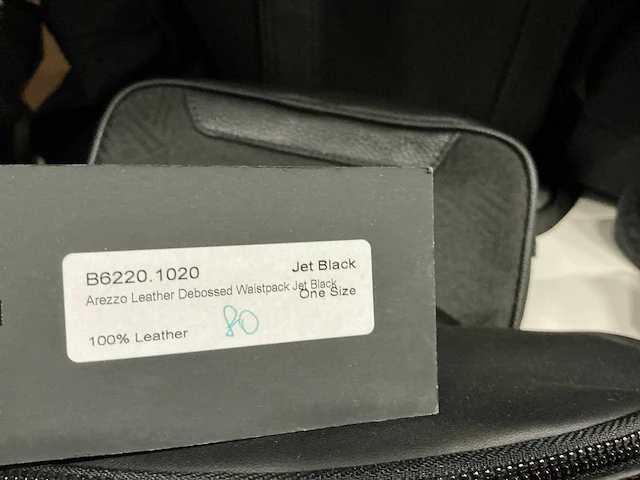 B6220.1020 Jet Black
Arezzo Leather Debossed Waistpack Jet Black
One Size
100% Leather 80